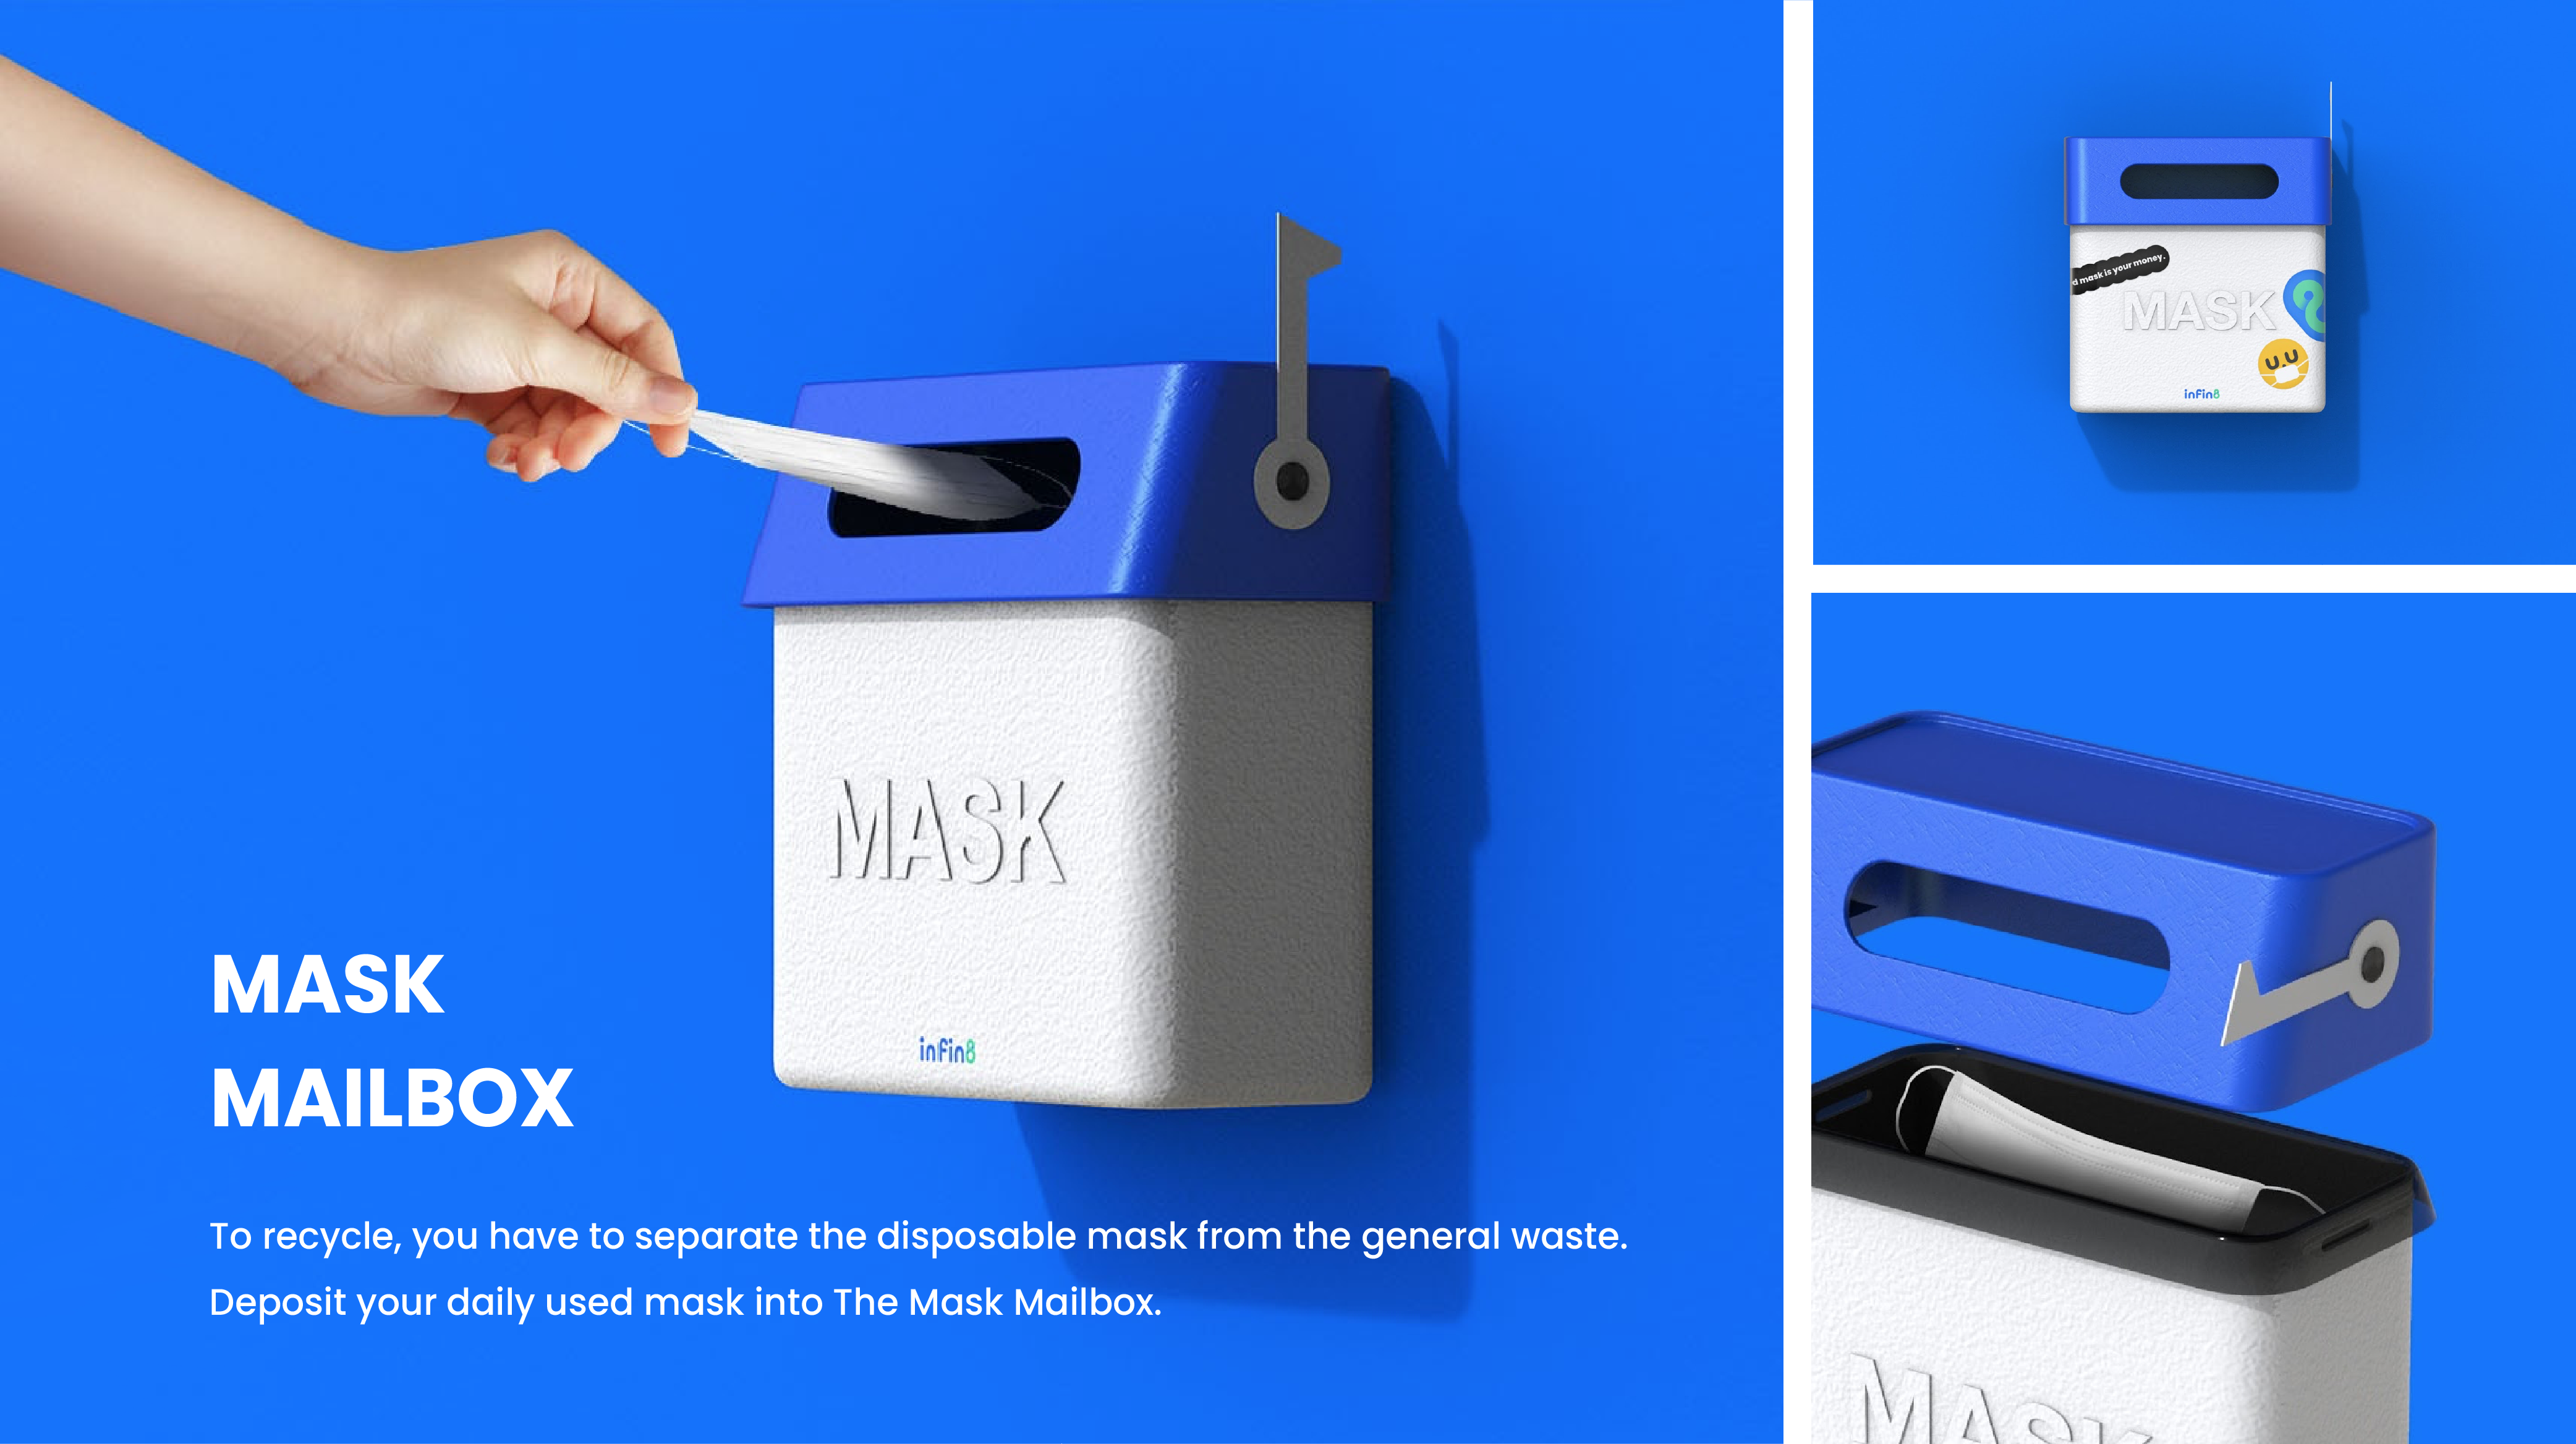 MASK
infin8
MASK
MAILBOX
To recycle, you have to separate the disposable mask from the general waste.
Deposit your daily used mask into The Mask Mailbox.
d mask is your money.
MASK
infin8
MASK